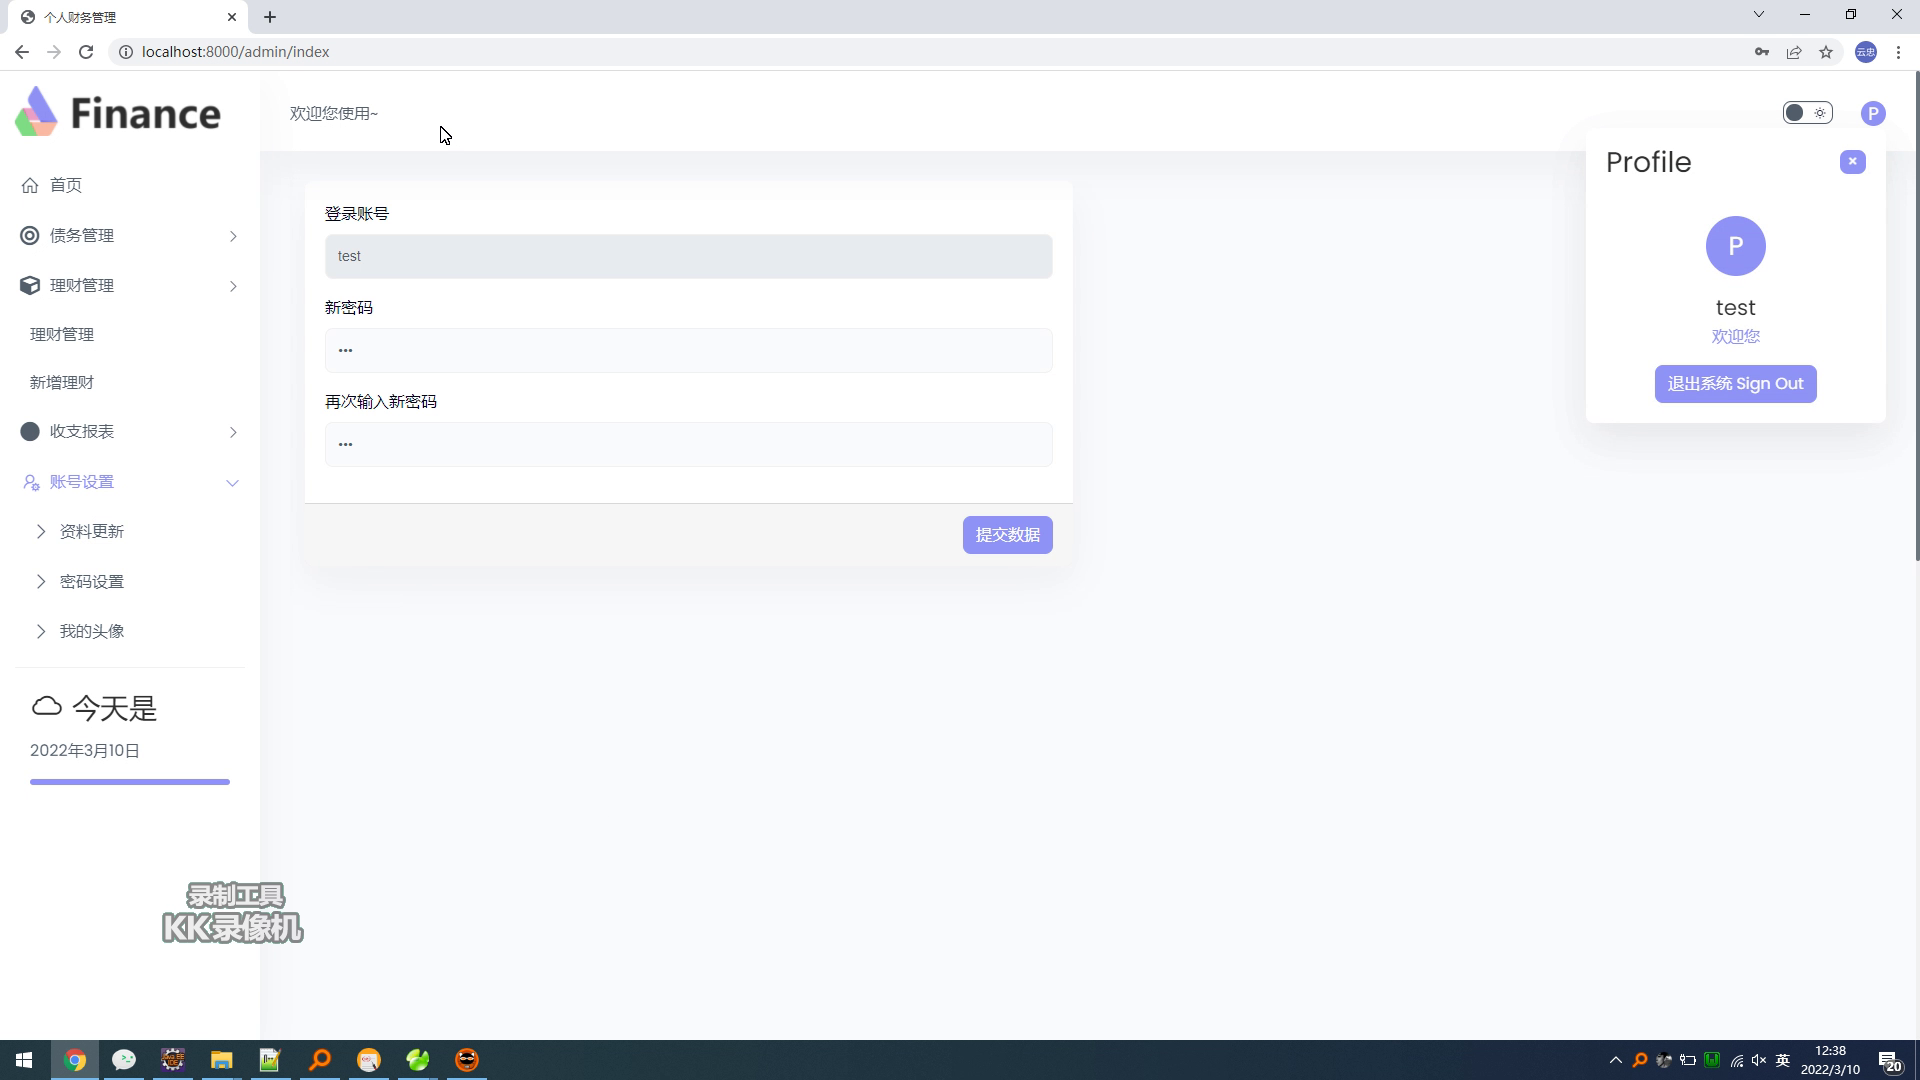 个人财务管理
localhost:8000/admin/index
云忠
Finance
欢迎您使用~
P
首页
债务管理
理财管理
理财管理
新增理财
收支报表
账号设置
资料更新
密码设置
我的头像
今天是
2022年3月10日
登录账号
test
新密码
•••
再次输入新密码
•••
提交数据
Profile
P
test
欢迎您
退出系统 Sign Out
录制工具
KK录像机
英
12:38
2022/3/10
20